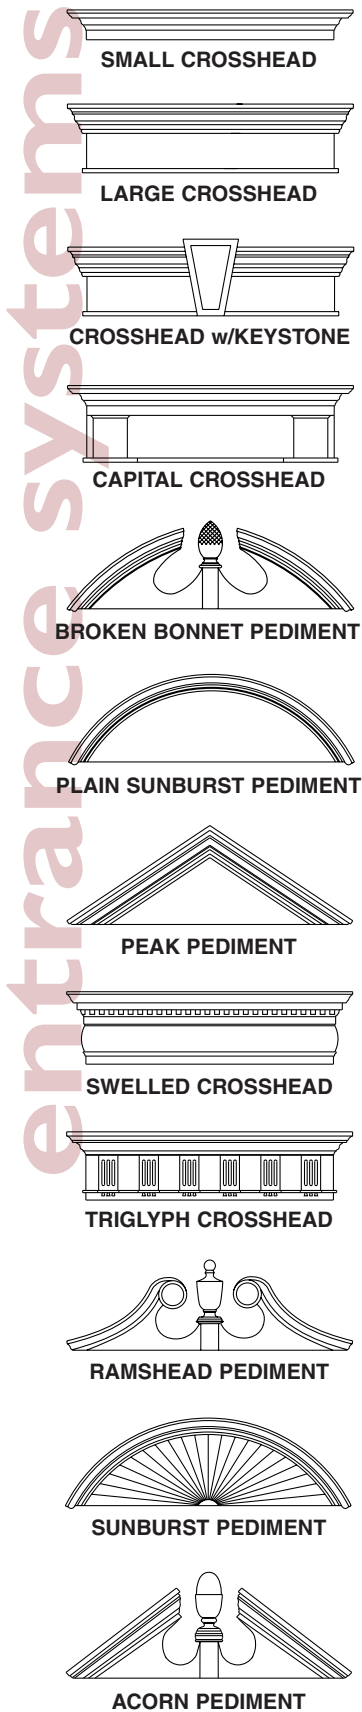 entrance systems
SMALL CROSSHEAD
LARGE CROSSHEAD
CROSSHEAD w/KEYSTONE
CAPITAL CROSSHEAD
BROKEN BONNET PEDIMENT
PLAIN SUNBURST PEDIMENT
PEAK PEDIMENT
SWELLED CROSSHEAD
TRIGLYPH CROSSHEAD
RAMSHEAD PEDIMENT
SUNBURST PEDIMENT
ACORN PEDIMENT